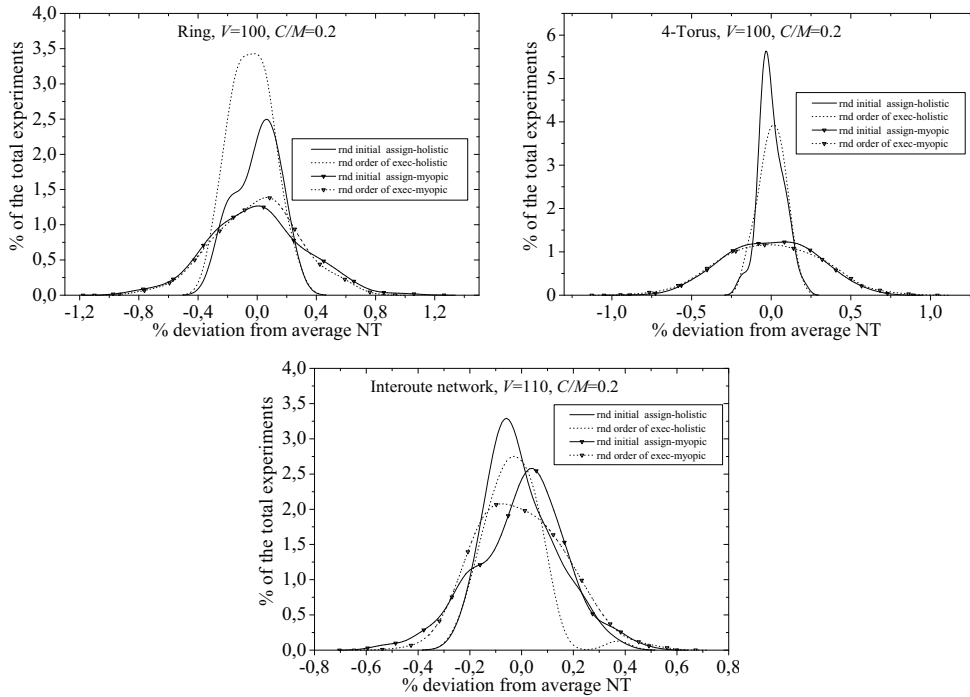 Ring, V=100, C/M=0.2
% of the total experiments
4,0
3,5
3,0
2,5
2,0
1,5
1,0
0,5
0,0
rnd initial assign-holistic
rnd order of exec-holistic
rnd initial assign-myopic
rnd order of exec-myopic
-1,2 -0,8 -0,4 0,0 0,4 0,8 1,2
% deviation from average NT
4-Torus, V=100, C/M=0.2
% of the total experiments
6
5
4
3
2
1
0
rnd initial assign-holistic
rnd order of exec-holistic
rnd initial assign-myopic
rnd order of exec-myopic
-1,0 -0,5 0,0 0,5 1,0
% deviation from average NT
Interoute network, V=110, C/M=0.2
% of the total experiments
4,0
3,5
3,0
2,5
2,0
1,5
1,0
0,5
0,0
rnd initial assign-holistic
rnd order of exec-holistic
rnd initial assign-myopic
rnd order of exec-myopic
-0,8 -0,6 -0,4 -0,2 0,0 0,2 0,4 0,6 0,8
% deviation from average NT